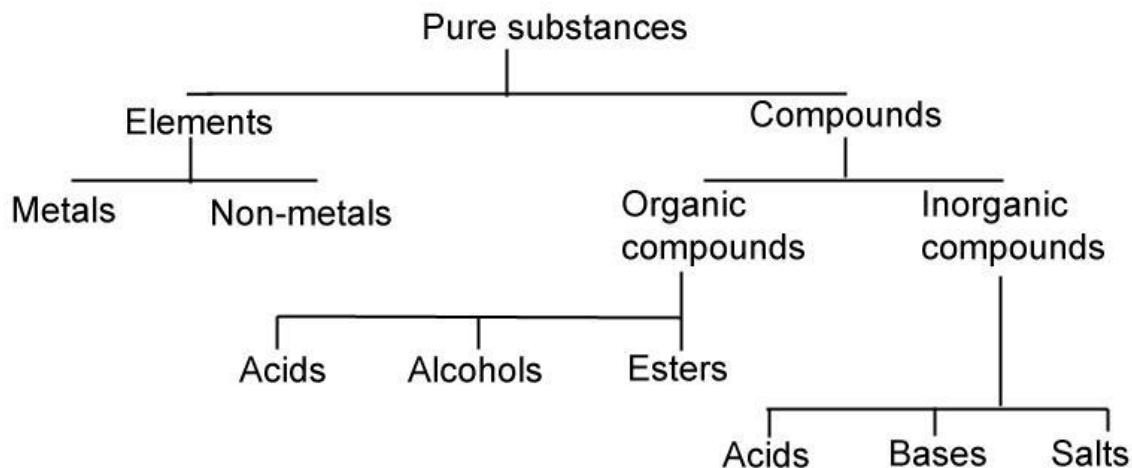 Pure substances
Elements
Compounds
Metals
Non-metals
Organic
compounds
Inorganic
compounds
Acids
Alcohols
Esters
Acids
Bases
Salts